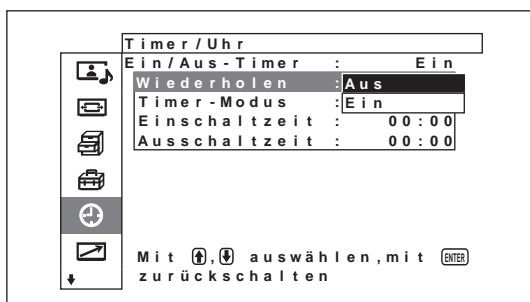 Timer/Uhr
Ein/Aus-Timer : Ein
Wiederholen : Aus
Timer-Modus : Ein
Einschaltzeit : 00:00
Ausschaltzeit : 00:00
Mit ⬆,⬇ auswählen,mit ENTER
zurückschalten